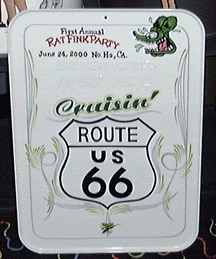 First Annual
RAT FINK PARTY
June 24, 2000 No. Ho, CA.
Cruisin'
ROUTE
US
66